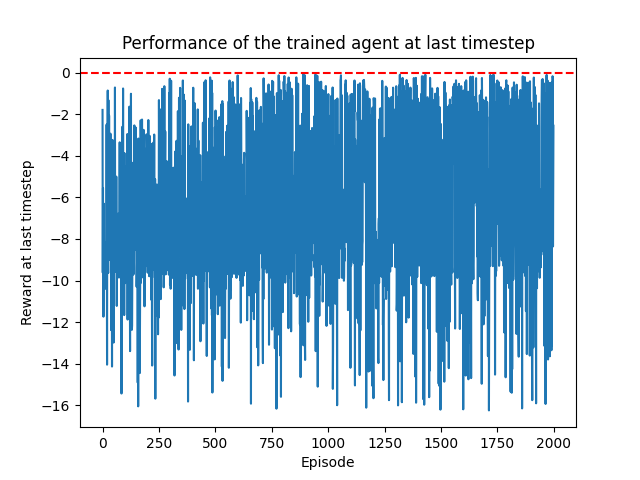 Performance of the trained agent at last timestep
0
−2
−4
−6
−8
−10
−12
−14
−16
Reward at last timestep
0 250 500 750 1000 1250 1500 1750 2000
Episode